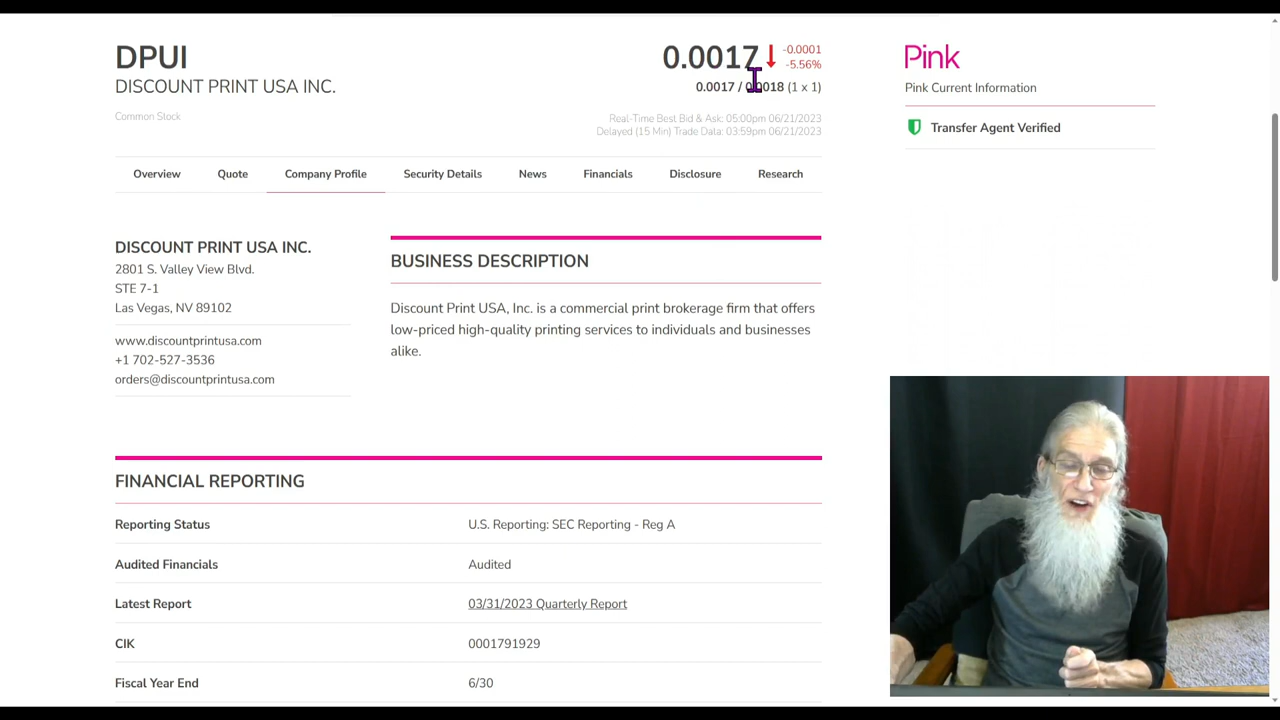 DPUI
DISCOUNT PRINT USA INC.
Common Stock
0.0017 -0.0001
-5.56%
0.0017 / 0.0018 (1 x 1)
Real-Time Best Bid & Ask: 05:00pm 06/21/2023
Delayed (15 Min) Trade Data: 03:59pm 06/21/2023
Pink
Pink Current Information
Transfer Agent Verified
Overview Quote Company Profile Security Details News Financials Disclosure Research
DISCOUNT PRINT USA INC.
2801 S. Valley View Blvd.
STE 7-1
Las Vegas, NV 89102
www.discountprintusa.com
+1 702-527-3536
orders@discountprintusa.com
BUSINESS DESCRIPTION
Discount Print USA, Inc. is a commercial print brokerage firm that offers
low-priced high-quality printing services to individuals and businesses
alike.
FINANCIAL REPORTING
Reporting Status U.S. Reporting: SEC Reporting - Reg A
Audited Financials Audited
Latest Report 03/31/2023 Quarterly Report
CIK 0001791929
Fiscal Year End 6/30